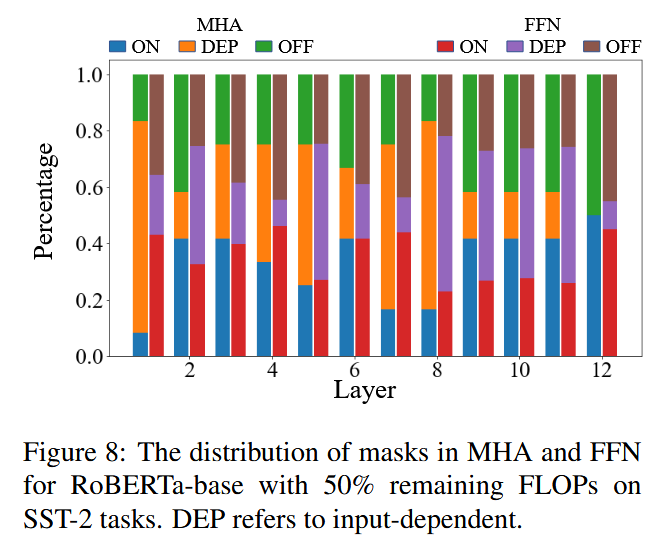 MHA FFN
ON DEP OFF ON DEP OFF
1.0
0.8
0.6
0.4
0.2
0.0
Percentage
2 4 6 8 10 12
Layer
Figure 8: The distribution of masks in MHA and FFN
for RoBERTa-base with 50% remaining FLOPs on
SST-2 tasks. DEP refers to input-dependent.